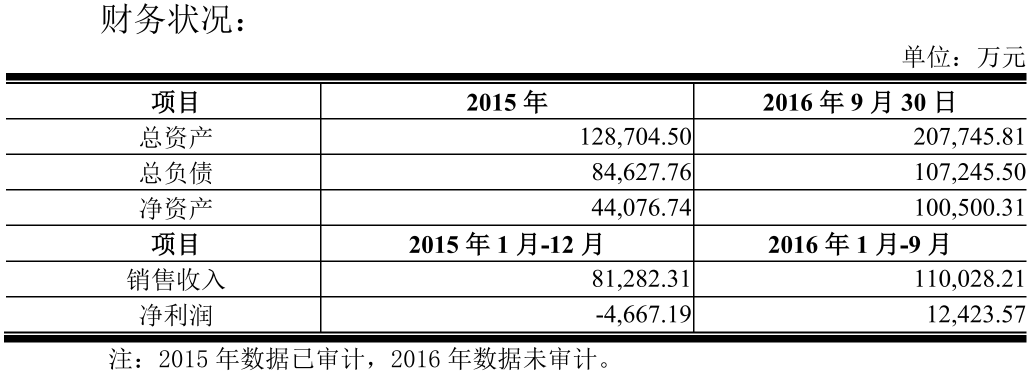 财务状况：
单位：万元
项目 2015 年 2016 年 9 月 30 日
总资产 128,704.50 207,745.81
总负债 84,627.76 107,245.50
净资产 44,076.74 100,500.31
项目 2015 年 1 月-12 月 2016 年 1 月-9 月
销售收入 81,282.31 110,028.21
净利润 -4,667.19 12,423.57
注：2015 年数据已审计，2016 年数据未审计。